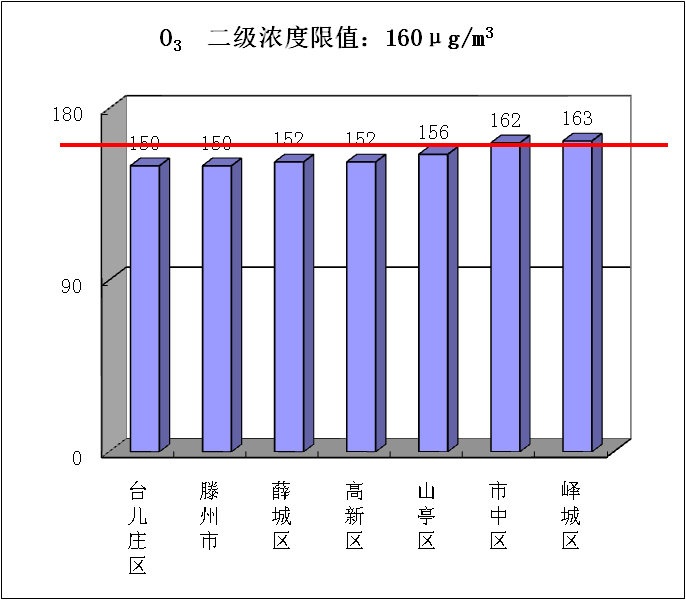 O₃ 二级浓度限值：160μg/m³
180
90
0
150
150
152
152
156
162
163
台儿庄区
滕州市
薛城区
高新区
山亭区
市中区
峄城区